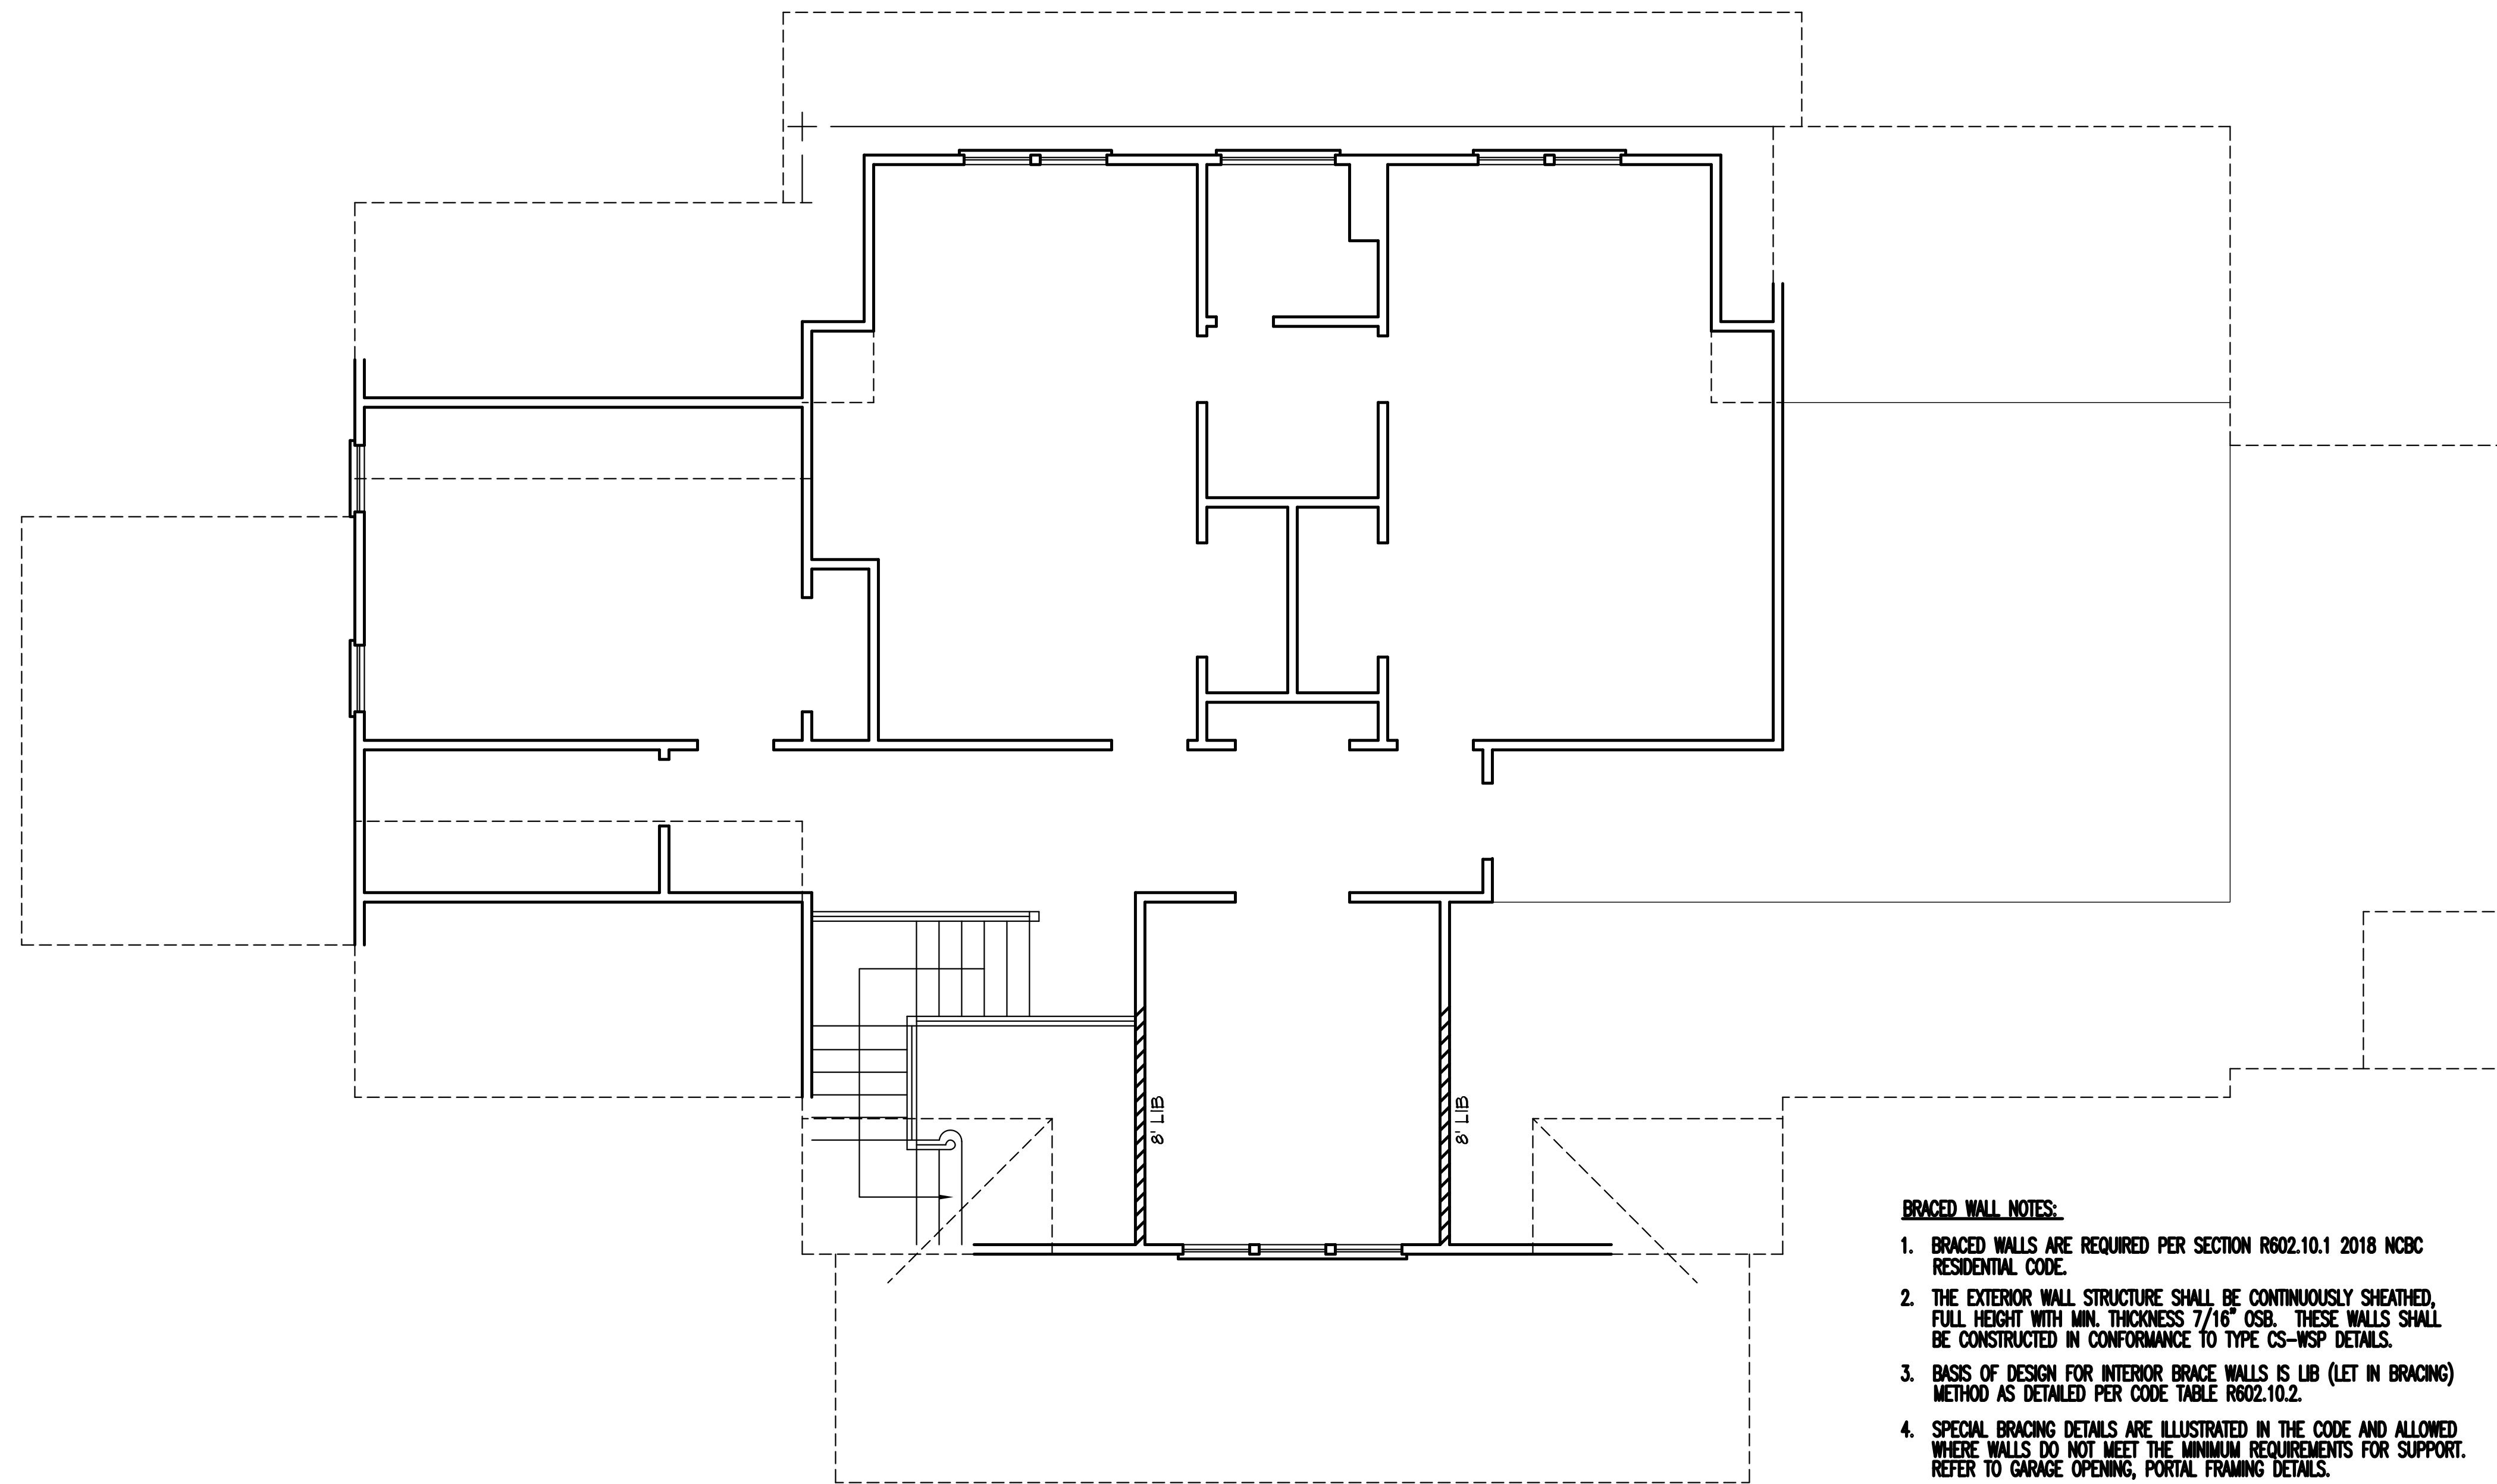 8' LIB
8' LIB
BRACED WALL NOTES:
1. BRACED WALLS ARE REQUIRED PER SECTION R602.10.1 2018 NCBC
RESIDENTIAL CODE.
2. THE EXTERIOR WALL STRUCTURE SHALL BE CONTINUOUSLY SHEATHED,
FULL HEIGHT WITH MIN. THICKNESS 7/16" OSB. THESE WALLS SHALL
BE CONSTRUCTED IN CONFORMANCE TO TYPE CS-WSP DETAILS.
3. BASIS OF DESIGN FOR INTERIOR BRACE WALLS IS LIB (LET IN BRACING)
METHOD AS DETAILED PER CODE TABLE R602.10.2.
4. SPECIAL BRACING DETAILS ARE ILLUSTRATED IN THE CODE AND ALLOWED
WHERE WALLS DO NOT MEET THE MINIMUM REQUIREMENTS FOR SUPPORT.
REFER TO GARAGE OPENING, PORTAL FRAMING DETAILS.